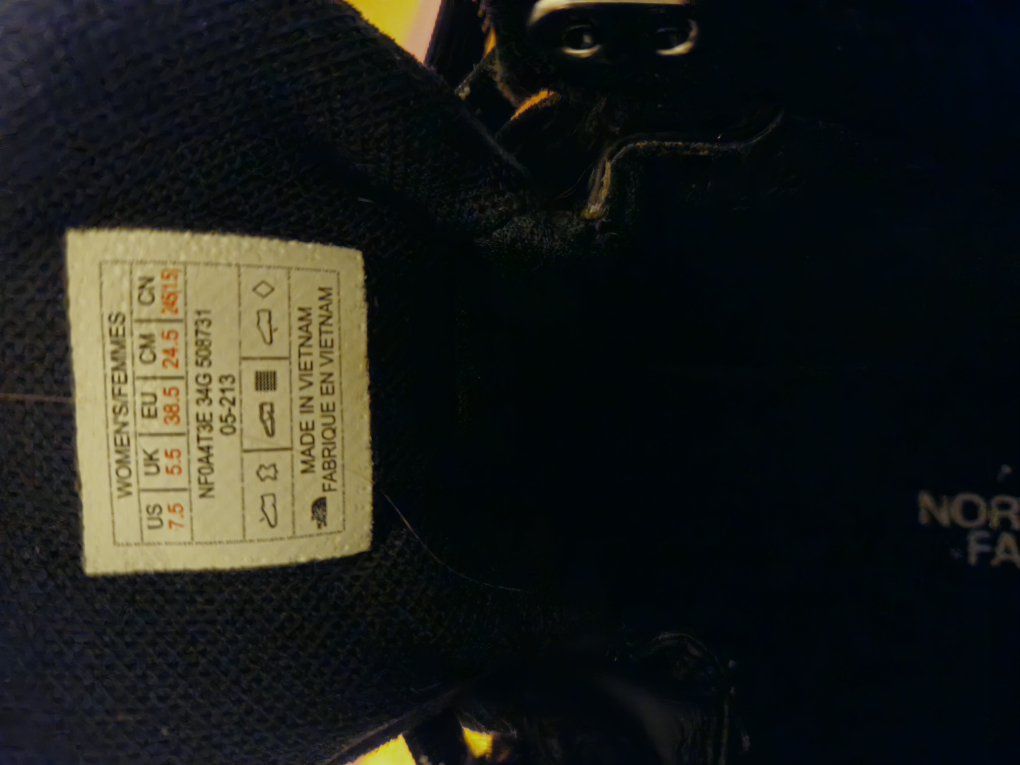 WOMEN'S/FEMMES
US UK EU CM CN
7.5 5.5 38.5 24.5 245(1.5)
NF0A4T3E 34G 508731
05-213
MADE IN VIETNAM
FABRIQUE EN VIETNAM
NOR
FA